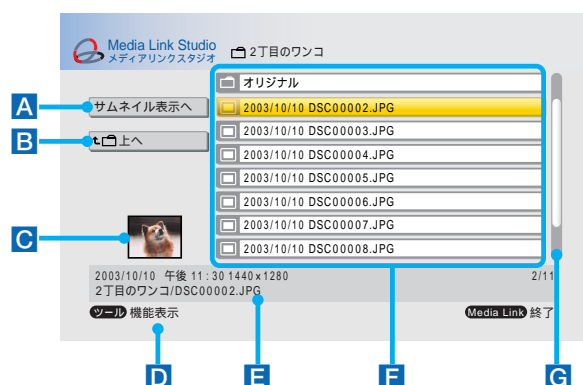 Media Link Studio
メディアリンクスタジオ
2丁目のワンコ
オリジナル
A
サムネイル表示へ
2003/10/10 DSC00002.JPG
2003/10/10 DSC00003.JPG
B
上へ
2003/10/10 DSC00004.JPG
2003/10/10 DSC00005.JPG
2003/10/10 DSC00006.JPG
2003/10/10 DSC00007.JPG
C
2003/10/10 DSC00008.JPG
2003/10/10 午後 11:30 1440x1280
2/11
2丁目のワンコ/DSC00002.JPG
ツール 機能表示
Media Link 終了
D
E
F
G